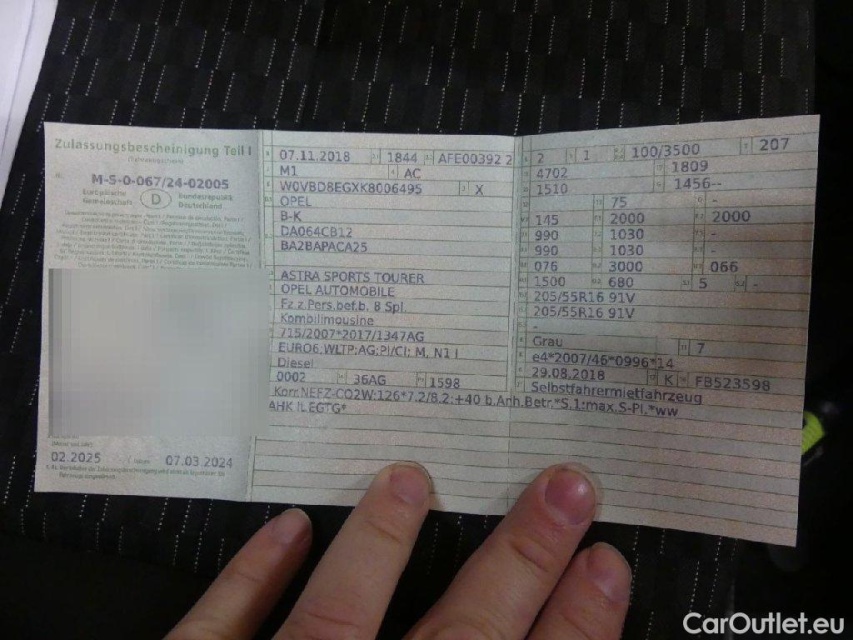 Zulassungsbescheinigung Teil I
M-S-0-067/24-02005
Europäische Gemeinschaft D Bundesrepublik Deutschland
02.2025 07.03.2024
07.11.2018 1844 AFE00392 2
M1 AC
W0VBD8EGXK8006495 X
OPEL
B-K
DA064CB12
BA2BAPACA25
ASTRA SPORTS TOURER
OPEL AUTOMOBILE
Fz.z.Pers.bef.b. 8 Spl.
Kombilimousine
715/2007*2017/1347AG
EURO6,WLTP;AG;PI/CI; M, N1 I
Diesel
0002 36AG 1598
Korr.NEFZ-CO2W:126*7.2/8.2:+40 b.Anh.Betr.*S.1:max.S-Pl.*ww
AHK lt.EGTG*
2 1 100/3500 207
4702 1809
1510 1456--
75 -
145 2000 2000
990 1030 -
990 1030 -
076 3000 066
1500 680 5 -
205/55R16 91V
205/55R16 91V
-
Grau 7
e4*2007/46*0996*14
29.08.2018 K FB523598
Selbstfahrermietfahrzeug
CarOutlet.eu